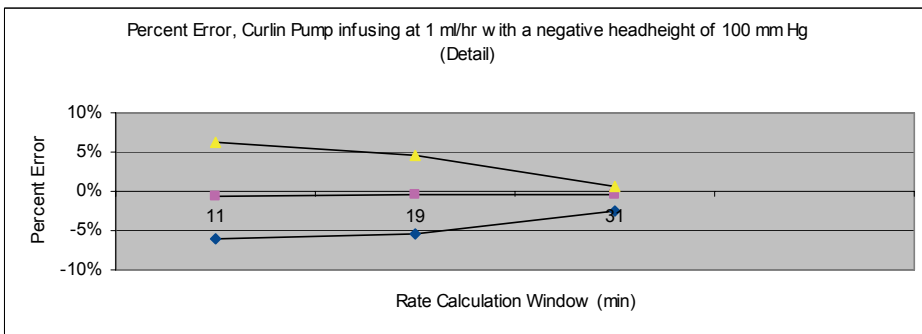 Percent Error, Curlin Pump infusing at 1 ml/hr with a negative headheight of 100 mm Hg
(Detail)
10%
5%
0%
-5%
-10%
Percent Error
11 19 31
Rate Calculation Window (min)